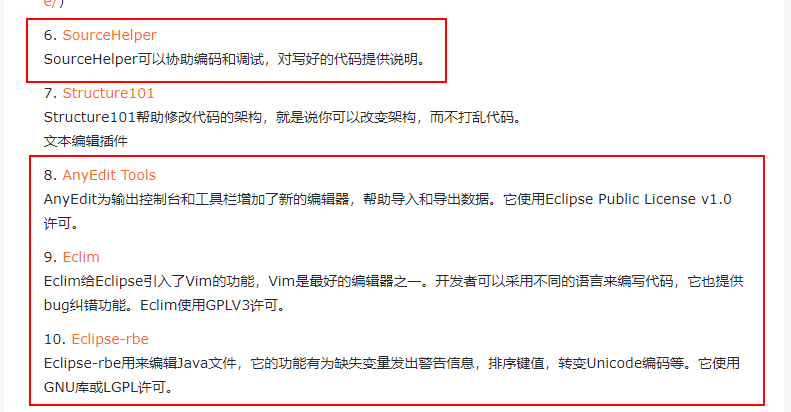 e/）
6. SourceHelper
SourceHelper可以协助编码和调试，对写好的代码提供说明。
7. Structure101
Structure101帮助修改代码的架构，就是说你可以改变架构，而不打乱代码。
文本编辑插件
8. AnyEdit Tools
AnyEdit为输出控制台和工具栏增加了新的编辑器，帮助导入和导出数据。它使用Eclipse Public License v1.0
许可。
9. Eclim
Eclim给Eclipse引入了Vim的功能，Vim是最好的编辑器之一。开发者可以采用不同的语言来编写代码，它也提供
bug纠错功能。Eclim使用GPLV3许可。
10. Eclipse-rbe
Eclipse-rbe用来编辑Java文件，它的功能有为缺失变量发出警告信息，排序键值，转变Unicode编码等。它使用
GNU库或LGPL许可。